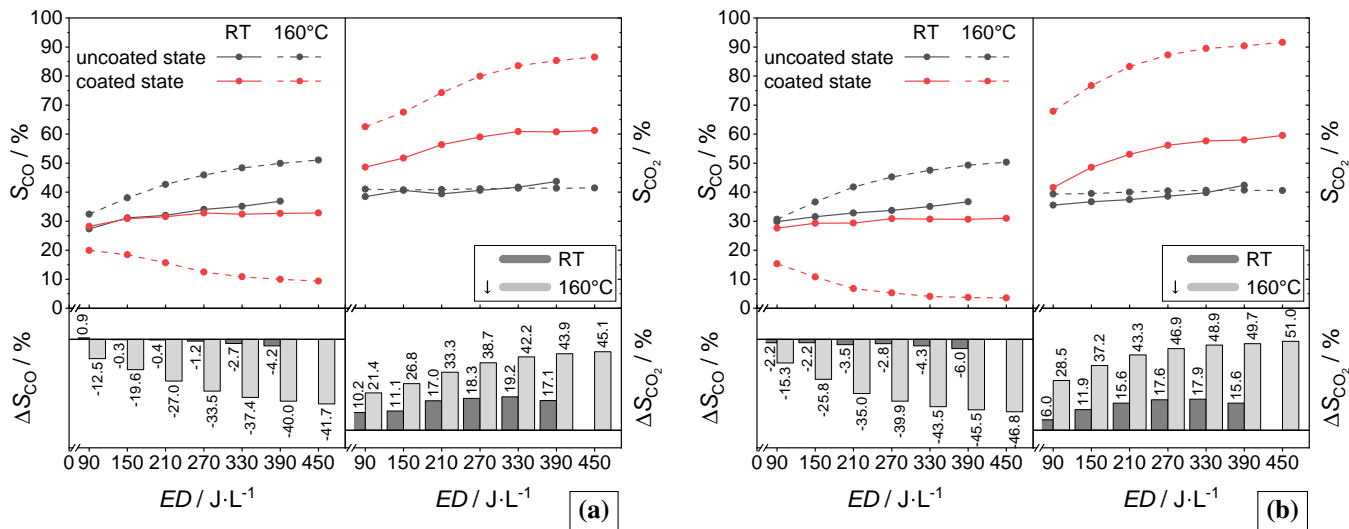 100
90
80
70
60
50
40
30
20
10
0
S_CO / %
RT 160°C
uncoated state
coated state
S_CO₂ / %
RT
↓ 160°C
ΔS_CO / %
0.9
-12.5
-0.3
-19.6
-0.4
-27.0
-1.2
-33.5
-2.7
-37.4
-4.2
-40.0
-41.7
10.2
21.4
11.1
26.8
17.0
33.3
18.3
38.7
19.2
42.2
17.1
43.9
45.1
ΔS_CO₂ / %
0 90 150 210 270 330 390 450
90 150 210 270 330 390 450
ED / J·L⁻¹
ED / J·L⁻¹
(a)
100
90
80
70
60
50
40
30
20
10
0
S_CO / %
RT 160°C
uncoated state
coated state
S_CO₂ / %
RT
↓ 160°C
ΔS_CO / %
-2.2
-15.3
-2.2
-25.8
-3.5
-35.0
-2.8
-39.9
-4.3
-43.5
-6.0
-45.5
-46.8
6.0
28.5
11.9
37.2
15.6
43.3
17.6
46.9
17.9
48.9
15.6
49.7
51.0
ΔS_CO₂ / %
0 90 150 210 270 330 390 450
90 150 210 270 330 390 450
ED / J·L⁻¹
ED / J·L⁻¹
(b)